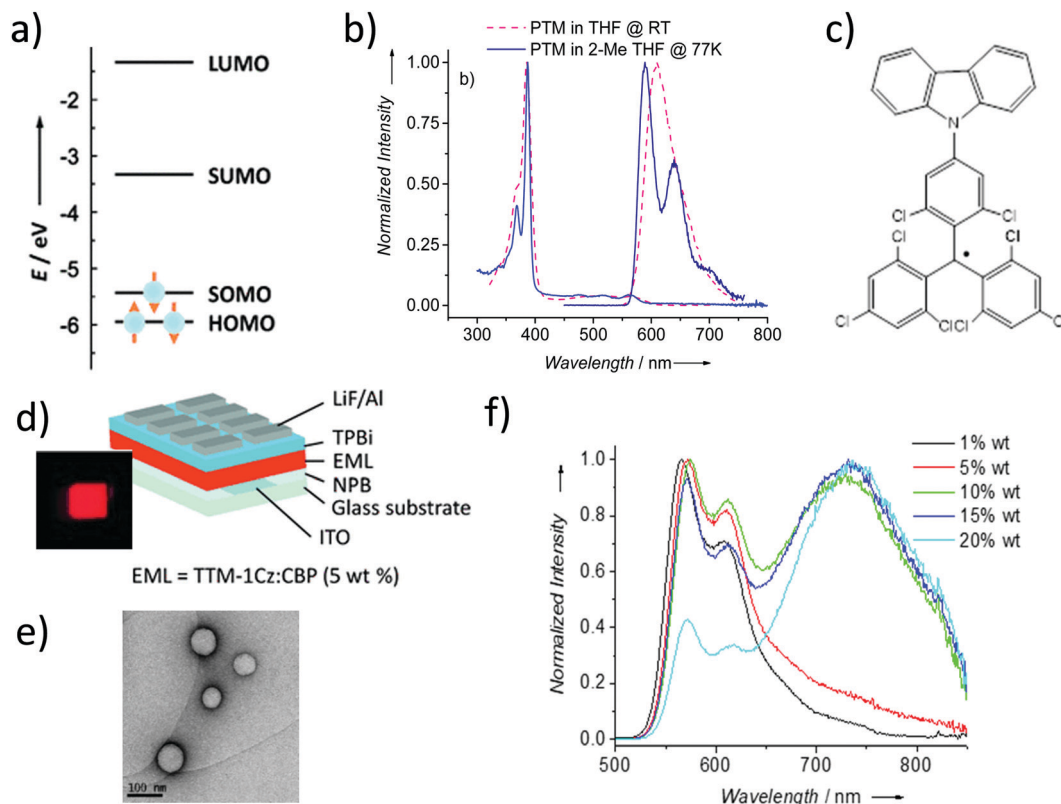 a)
LUMO
-2
-3
SUMO
-4
E / eV
-5
SOMO
-6
HOMO
b)
PTM in THF @ RT
PTM in 2-Me THF @ 77K
b)
1.00
0.75
0.50
0.25
0.00
Normalized Intensity
300 400 500 600 700 800
Wavelength / nm
c)
N
Cl Cl
Cl Cl
Cl ClCl Cl
d)
LiF/Al
TPBi
EML
NPB
Glass substrate
ITO
EML = TTM-1Cz:CBP (5 wt %)
e)
100 nm
f)
1% wt
5% wt
10% wt
15% wt
20% wt
1.0
0.8
0.6
0.4
0.2
0.0
Normalized Intensity
500 600 700 800
Wavelength / nm